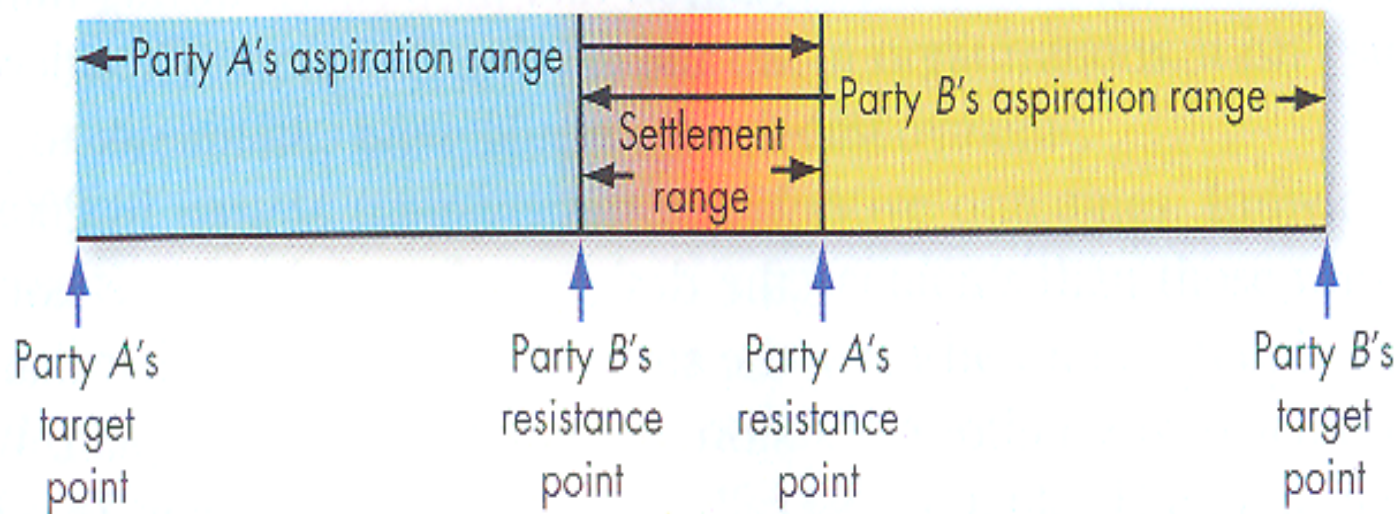 Party A's aspiration range
Party B's aspiration range
Settlement
range
Party A's
target
point
Party B's
resistance
point
Party A's
resistance
point
Party B's
target
point